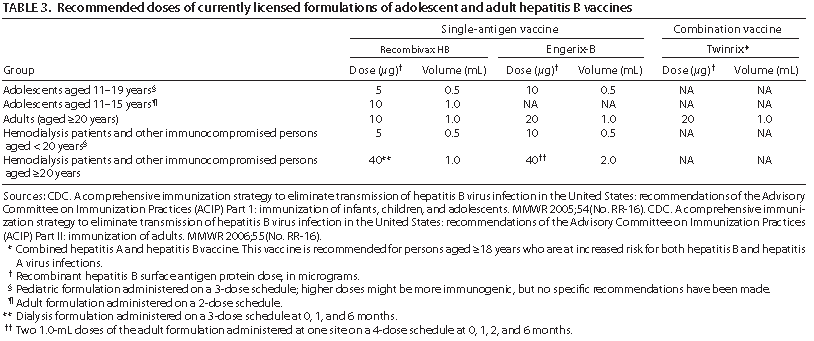 TABLE 3. Recommended doses of currently licensed formulations of adolescent and adult hepatitis B vaccines
Single-antigen vaccine Combination vaccine
Recombivax HB Engerix-B Twinrix*
Group Dose (µg)† Volume (mL) Dose (µg)† Volume (mL) Dose (µg)† Volume (mL)
Adolescents aged 11–19 years§ 5 0.5 10 0.5 NA NA
Adolescents aged 11–15 years¶ 10 1.0 NA NA NA NA
Adults (aged ≥20 years) 10 1.0 20 1.0 20 1.0
Hemodialysis patients and other immunocompromised persons 5 0.5 10 0.5 NA NA
aged < 20 years§
Hemodialysis patients and other immunocompromised persons 40** 1.0 40†† 2.0 NA NA
aged ≥20 years
Sources: CDC. A comprehensive immunization strategy to eliminate transmission of hepatitis B virus infection in the United States: recommendations of the Advisory
Committee on Immunization Practices (ACIP) Part 1: immunization of infants, children, and adolescents. MMWR 2005;54(No. RR-16). CDC. A comprehensive immuni-
zation strategy to eliminate transmission of hepatitis B virus infection in the United States: recommendations of the Advisory Committee on Immunization Practices
(ACIP) Part II: immunization of adults. MMWR 2006;55(No. RR-16).
* Combined hepatitis A and hepatitis B vaccine. This vaccine is recommended for persons aged ≥18 years who are at increased risk for both hepatitis B and hepatitis
A virus infections.
† Recombinant hepatitis B surface antigen protein dose, in micrograms.
§ Pediatric formulation administered on a 3-dose schedule; higher doses might be more immunogenic, but no specific recommendations have been made.
¶ Adult formulation administered on a 2-dose schedule.
** Dialysis formulation administered on a 3-dose schedule at 0, 1, and 6 months.
†† Two 1.0-mL doses of the adult formulation administered at one site on a 4-dose schedule at 0, 1, 2, and 6 months.